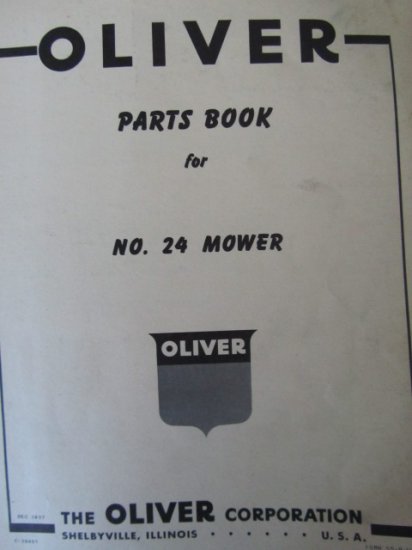 OLIVER
PARTS BOOK
for
NO. 24 MOWER
OLIVER
THE OLIVER CORPORATION
SHELBYVILLE, ILLINOIS · · · · · · U. S. A.